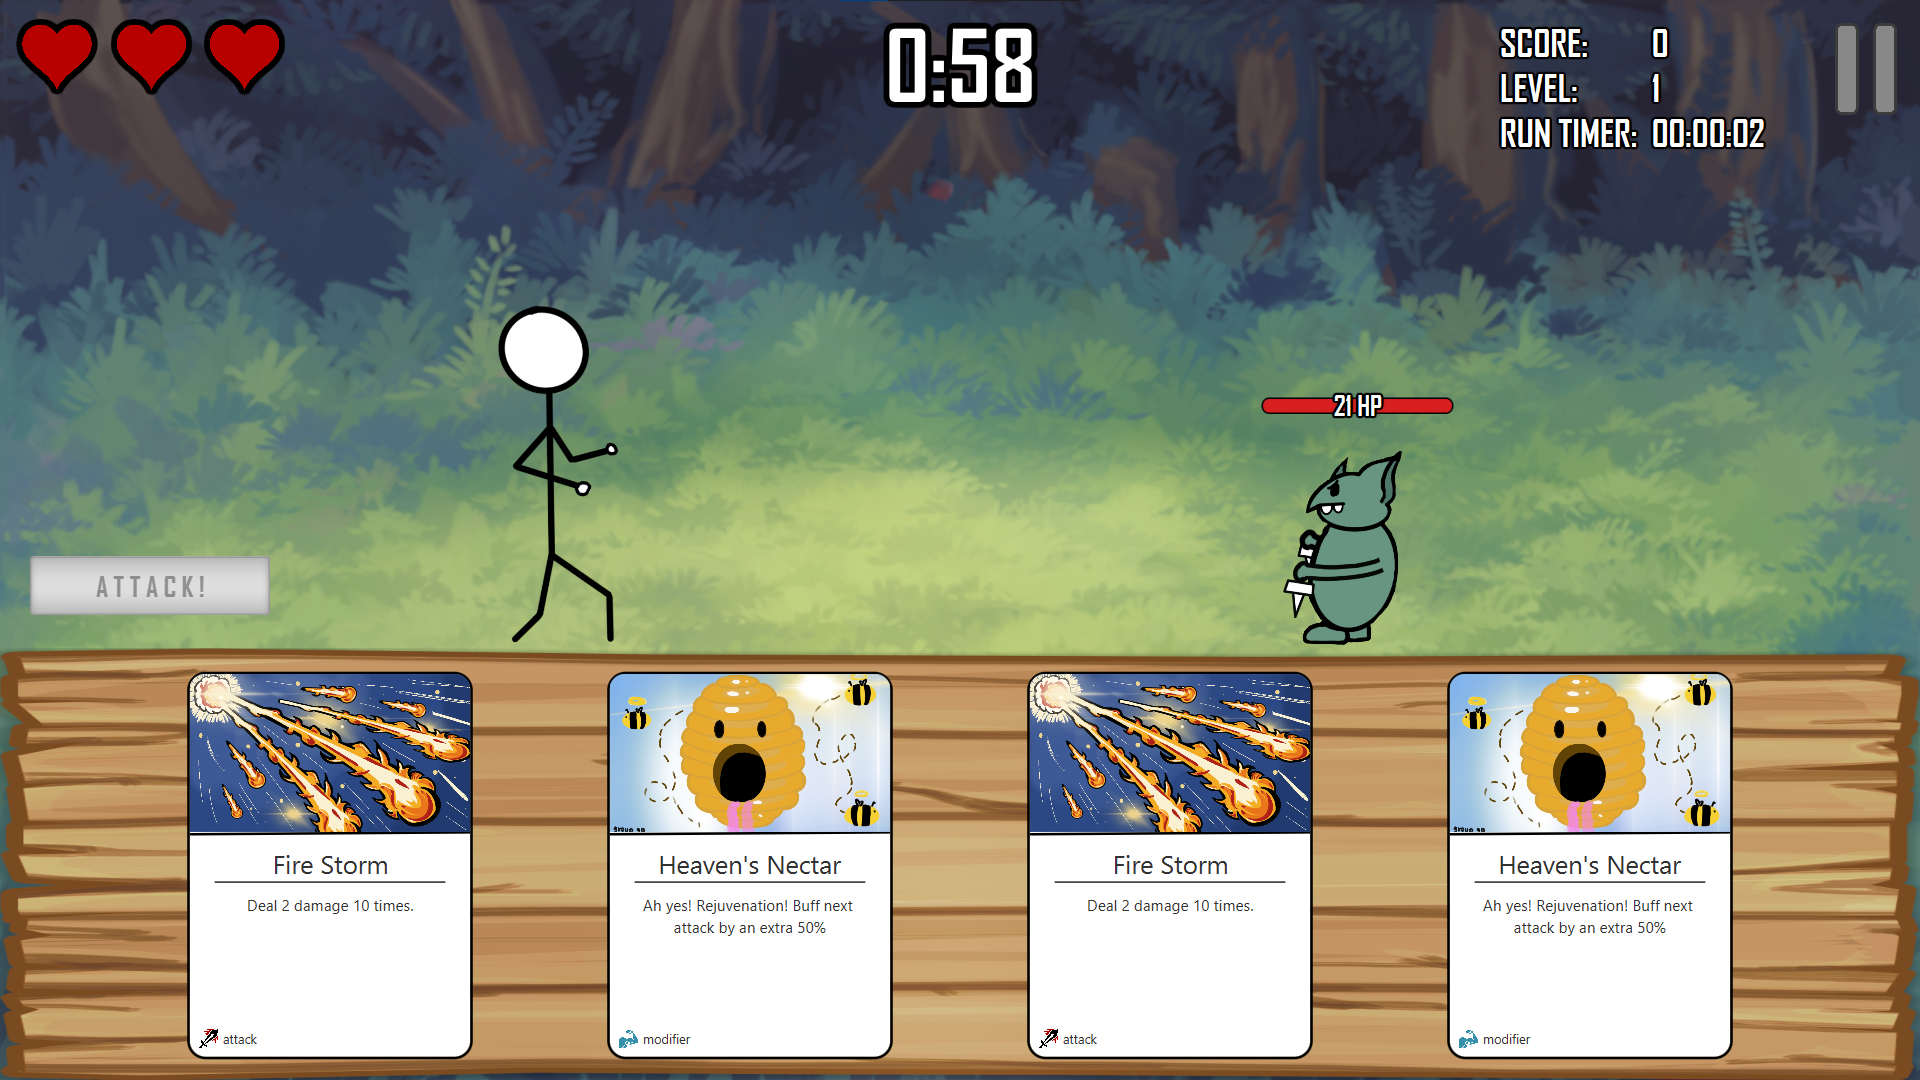 0:58
SCORE: 0
LEVEL: 1
RUN TIMER: 00:00:02
21 HP
ATTACK!
Fire Storm
Deal 2 damage 10 times.
attack
Heaven's Nectar
Ah yes! Rejuvenation! Buff next
attack by an extra 50%
modifier
Fire Storm
Deal 2 damage 10 times.
attack
Heaven's Nectar
Ah yes! Rejuvenation! Buff next
attack by an extra 50%
modifier